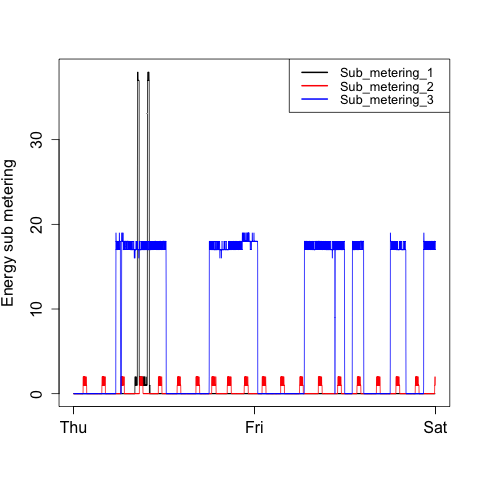 Sub_metering_1
Sub_metering_2
Sub_metering_3
Energy sub metering
30
20
10
0
Thu Fri Sat